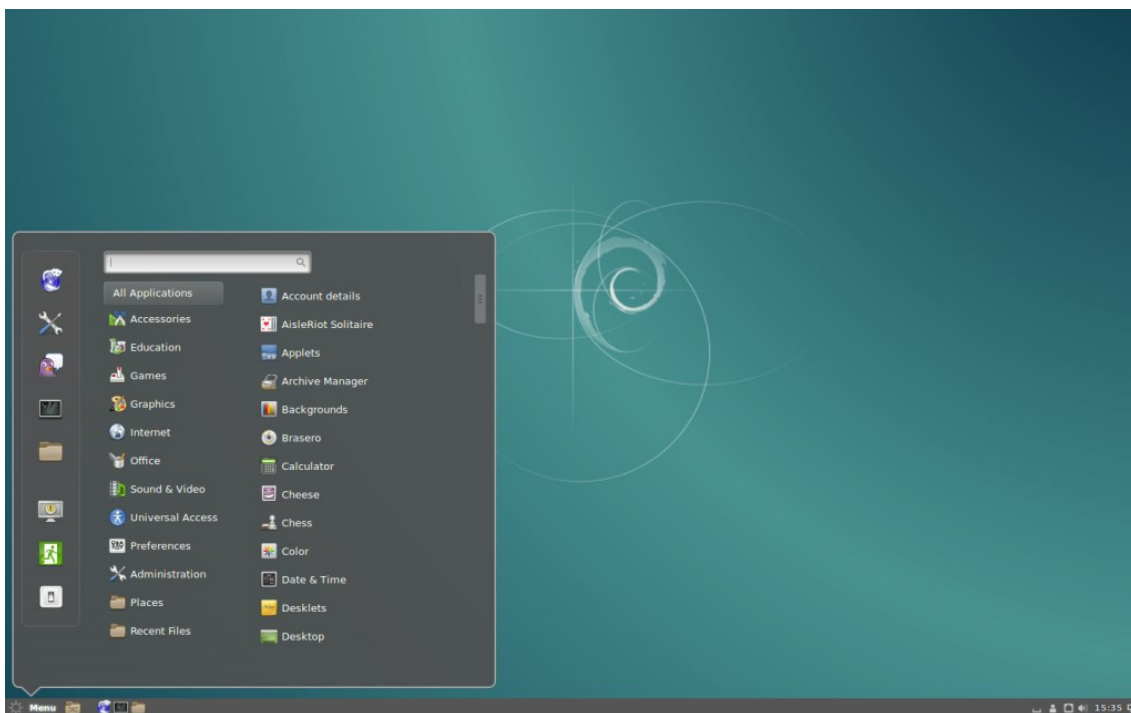 All Applications
Accessories
Education
Games
Graphics
Internet
Office
Sound & Video
Universal Access
Preferences
Administration
Places
Recent Files
Account details
AisleRiot Solitaire
Applets
Archive Manager
Backgrounds
Brasero
Calculator
Cheese
Chess
Color
Date & Time
Desklets
Desktop
Menu
15:35